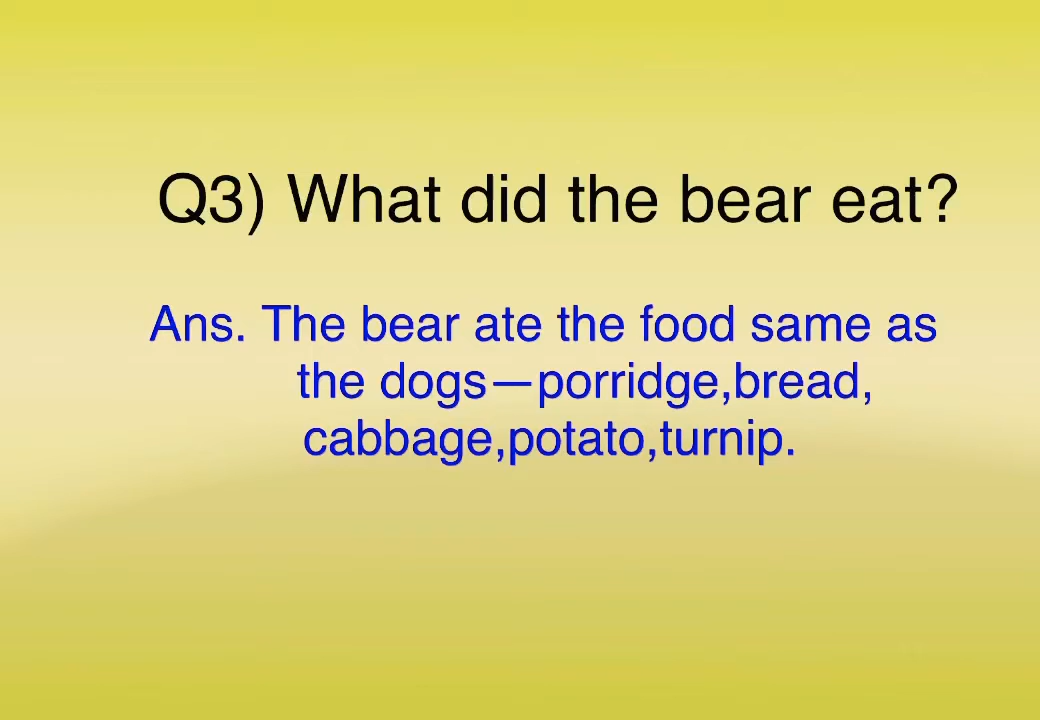 Q3) What did the bear eat?
Ans. The bear ate the food same as
the dogs—porridge,bread,
cabbage,potato,turnip.